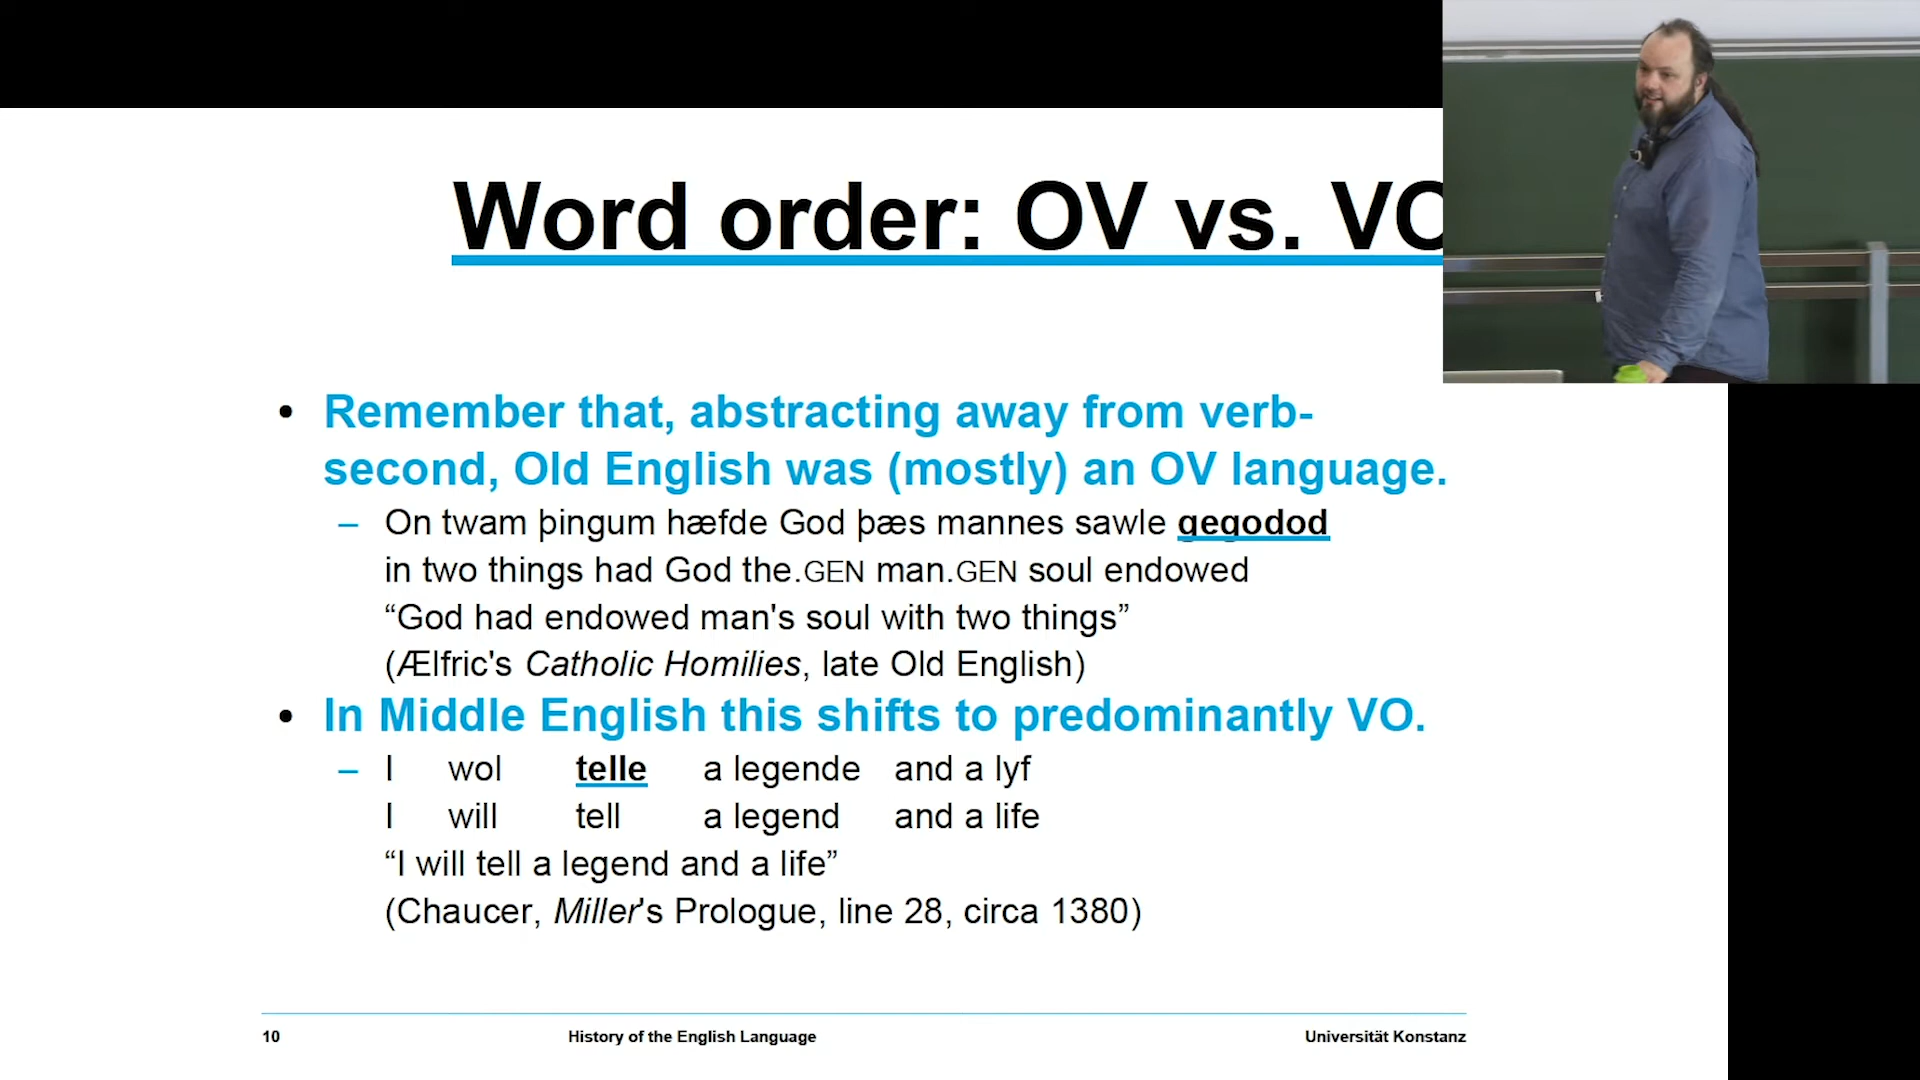 Word order: OV vs. VO
• Remember that, abstracting away from verb-
second, Old English was (mostly) an OV language.
– On twam þingum hæfde God þæs mannes sawle gegodod
in two things had God the.GEN man.GEN soul endowed
“God had endowed man's soul with two things”
(Ælfric's Catholic Homilies, late Old English)
• In Middle English this shifts to predominantly VO.
– I wol telle a legende and a lyf
I will tell a legend and a life
“I will tell a legend and a life”
(Chaucer, Miller's Prologue, line 28, circa 1380)
10 History of the English Language Universität Konstanz